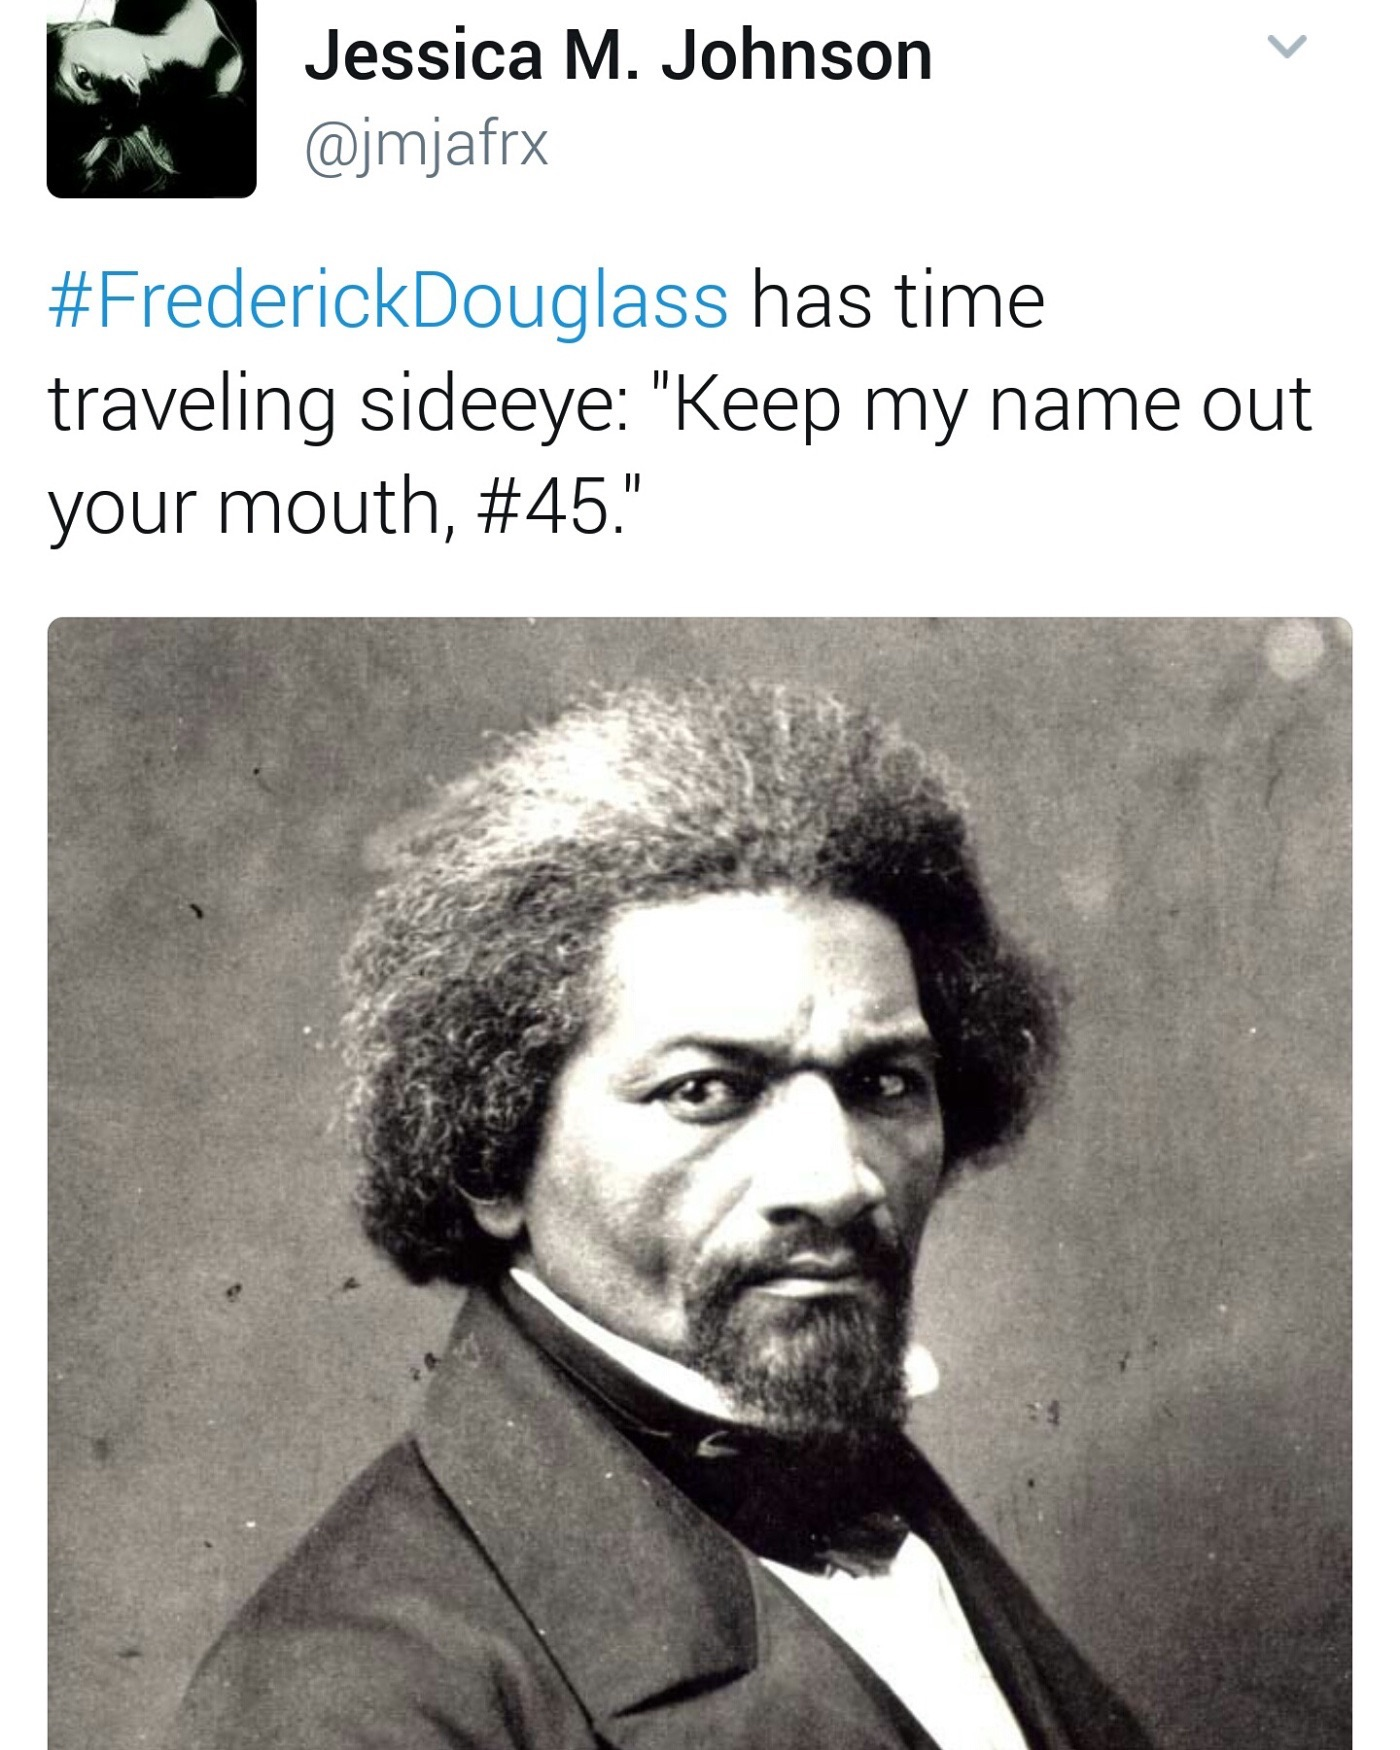 Jessica M. Johnson
@jmjafrx
#FrederickDouglass has time
traveling sideeye: "Keep my name out
your mouth, #45."